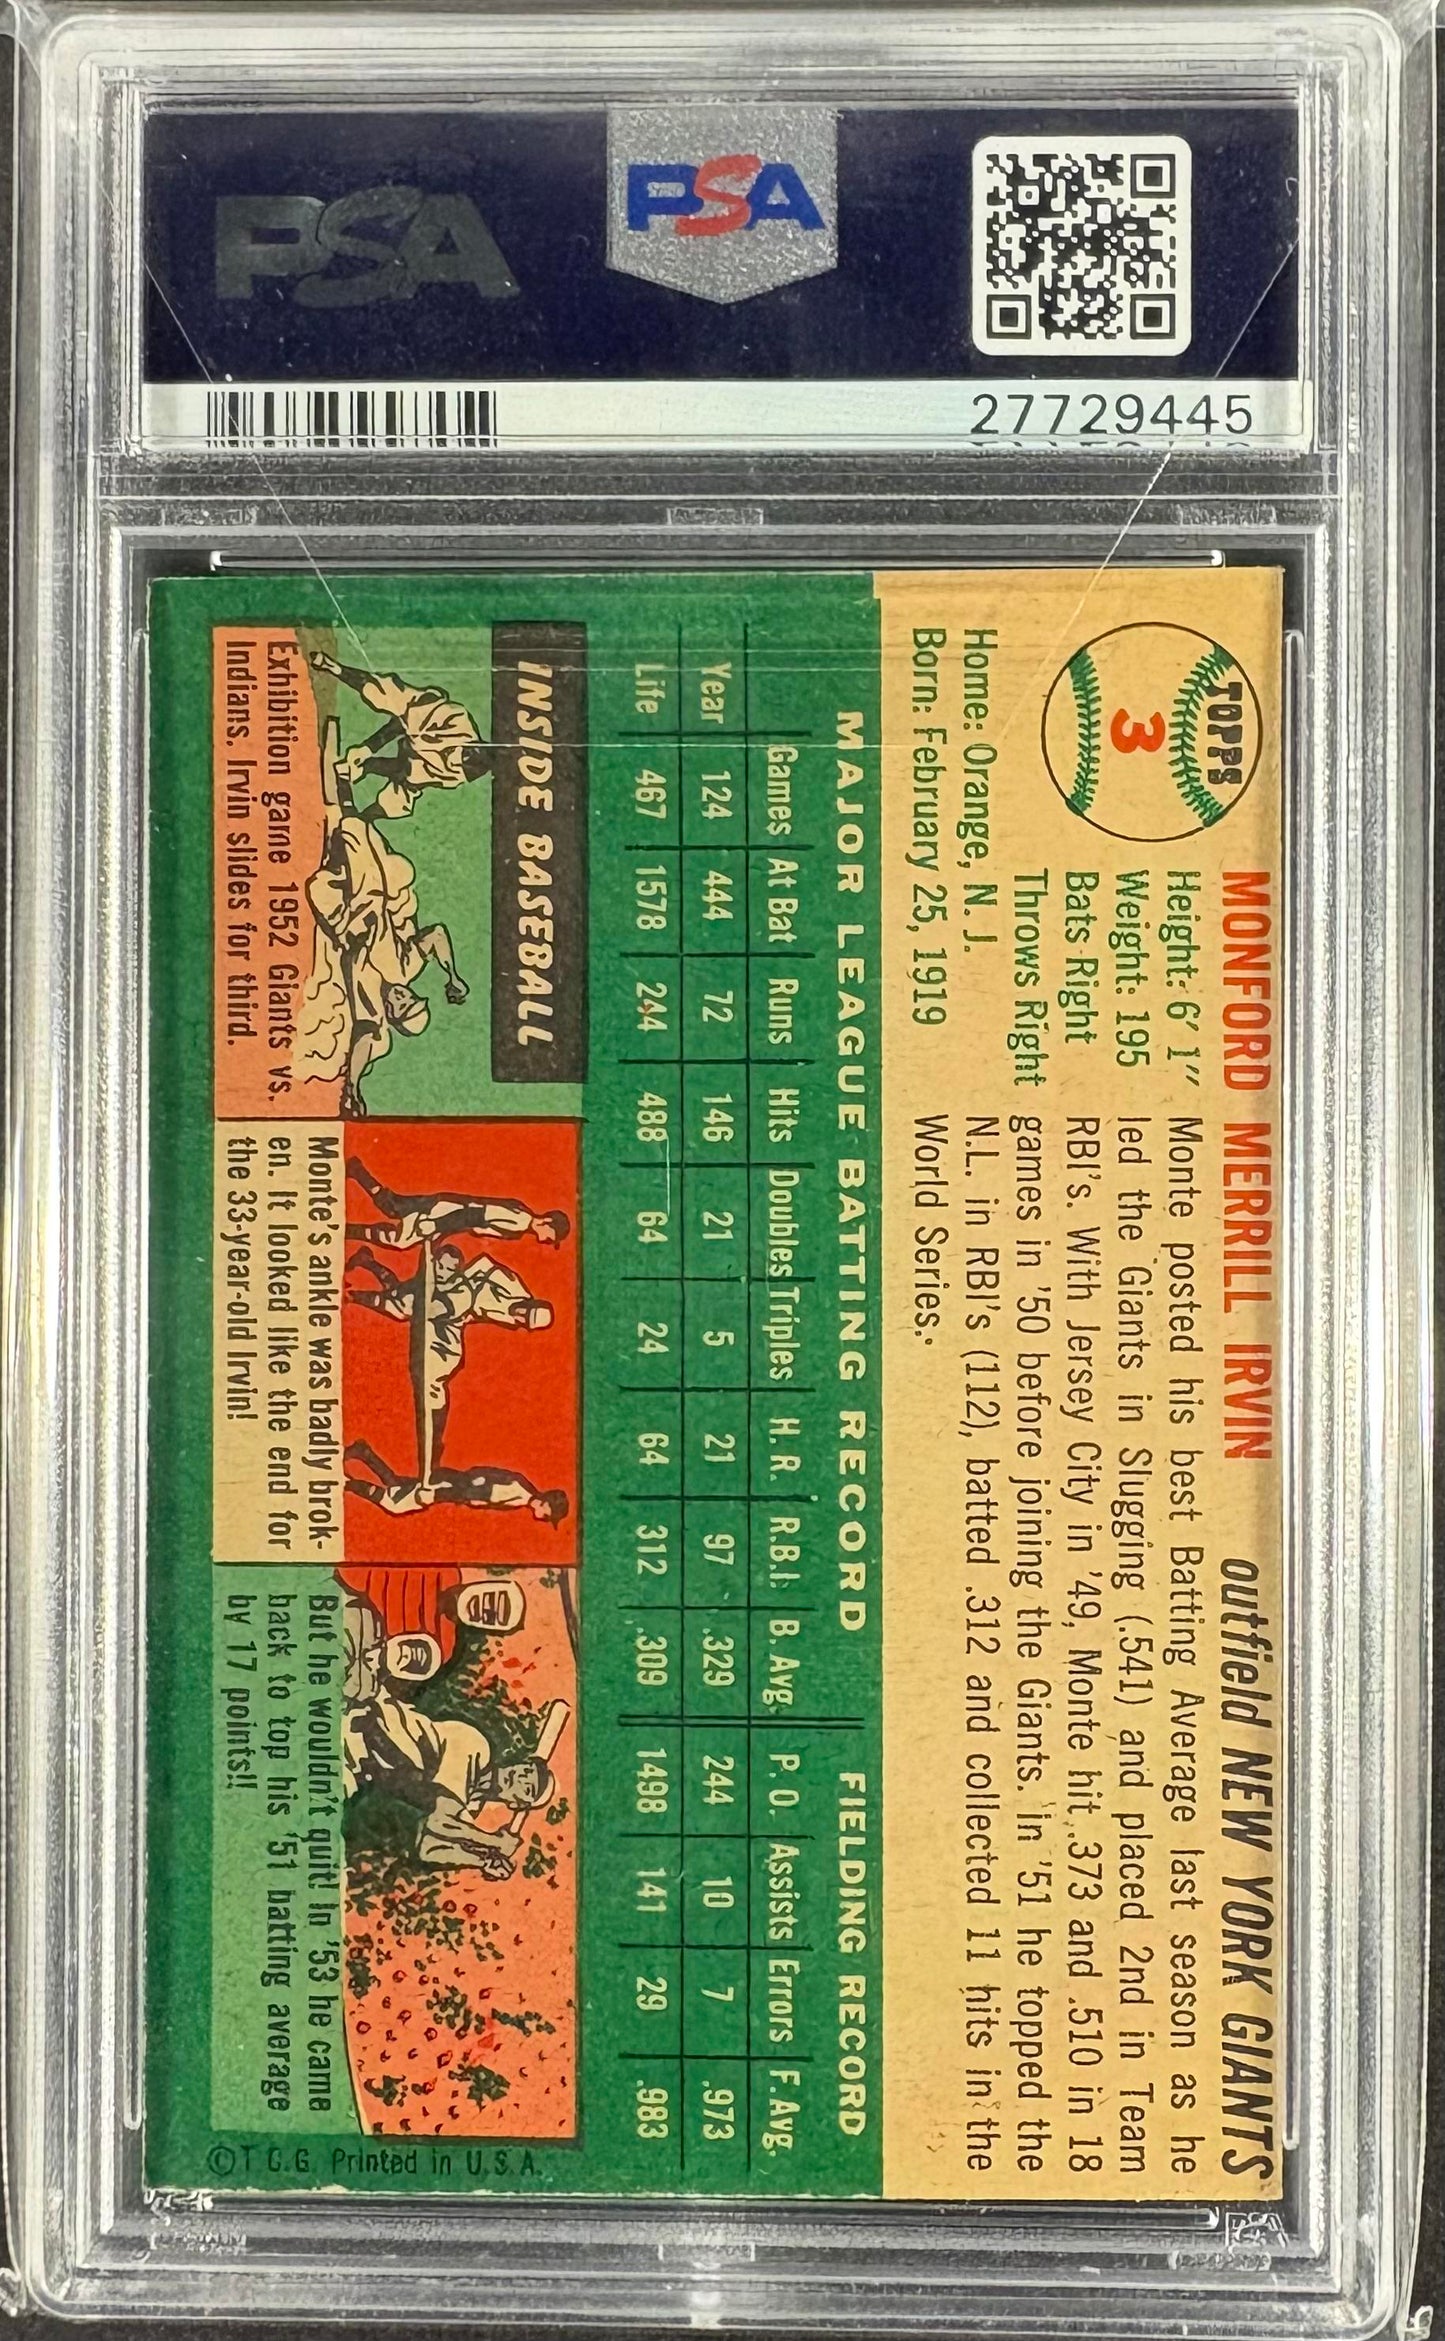 PSA
PSA
27729445
TOPPS
3
MONFORD MERRILL IRVIN
outfield NEW YORK GIANTS
Height: 6' 1"
Weight: 195
Bats Right
Throws Right
Home: Orange, N. J.
Born: February 25, 1919
Monte posted his best Batting Average last season as he
led the Giants in Slugging (.541) and placed 2nd in Team
RBI's. With Jersey City in '49, Monte hit .373 and .510 in 18
games in '50 before joining the Giants. In '51 he topped the
N.L. in RBI's (112), batted .312 and collected 11 hits in the
World Series.
MAJOR LEAGUE BATTING RECORD FIELDING RECORD
Games At Bat Runs Hits Doubles Triples H. R. R.B.I. B. Avg. P. O. Assists Errors F. Avg.
Year 124 444 72 146 21 5 21 97 .329 244 10 7 .973
Life 467 1578 244 488 64 24 64 312 .309 1498 141 29 .983
INSIDE BASEBALL
Exhibition game 1952 Giants vs.
Indians. Irvin slides for third.
Monte's ankle was badly brok-
en. It looked like the end for
the 33-year-old Irvin!
But he wouldn't quit! In '53 he came
back to top his '51 batting average
by 17 points!!
©T.C.G. Printed in U.S.A.